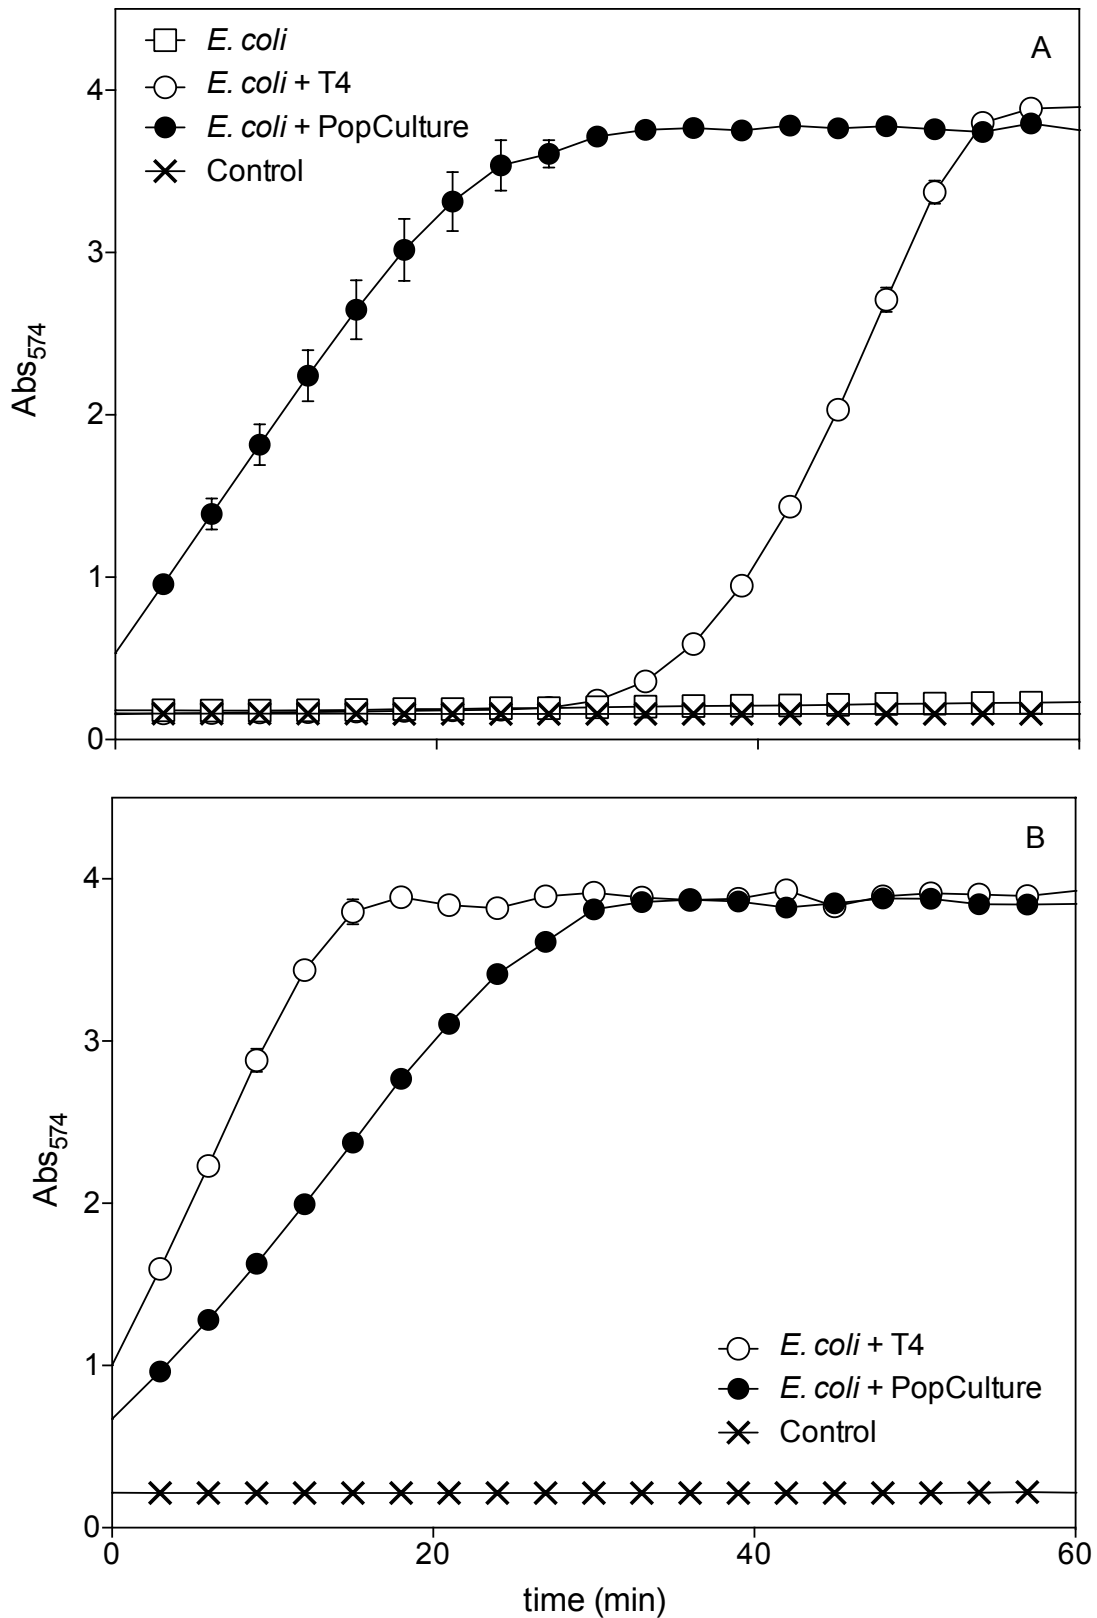 A
E. coli
E. coli + T4
E. coli + PopCulture
Control
4
3
2
1
0
Abs574
B
4
3
2
1
0
Abs574
E. coli + T4
E. coli + PopCulture
Control
0 20 40 60
time (min)